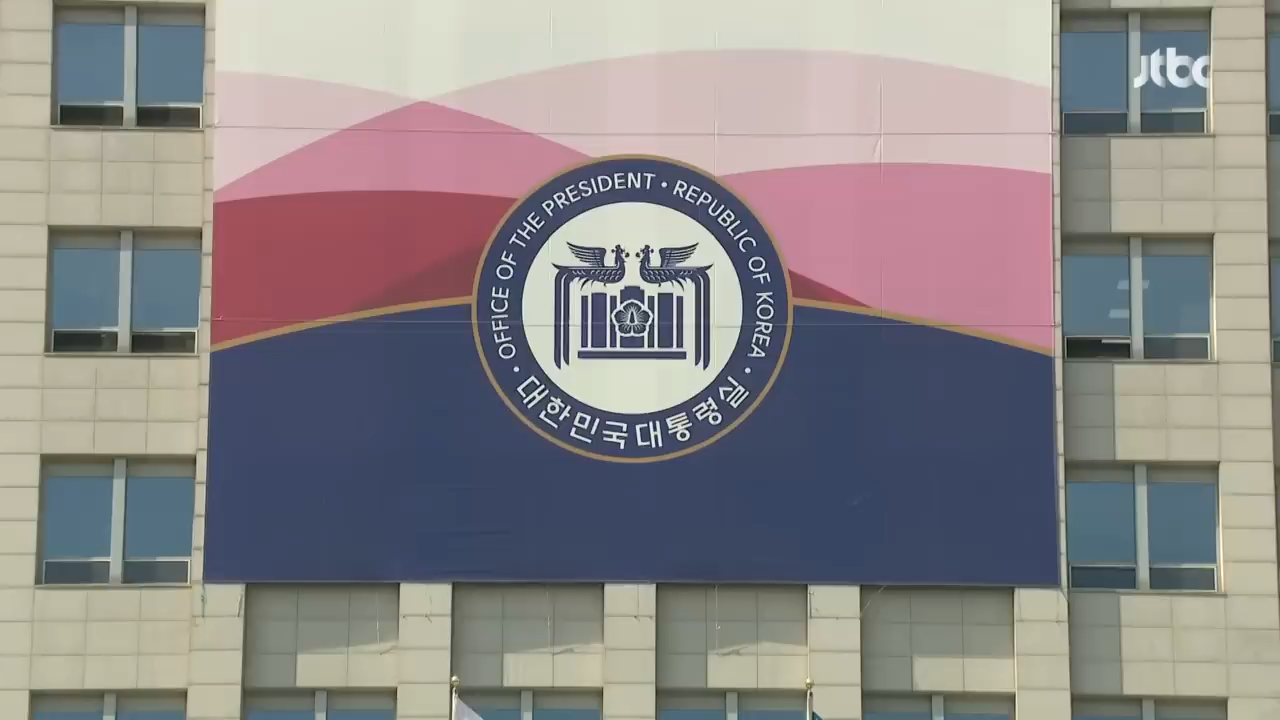 jtbc
OFFICE OF THE PRESIDENT • REPUBLIC OF KOREA
대한민국대통령실